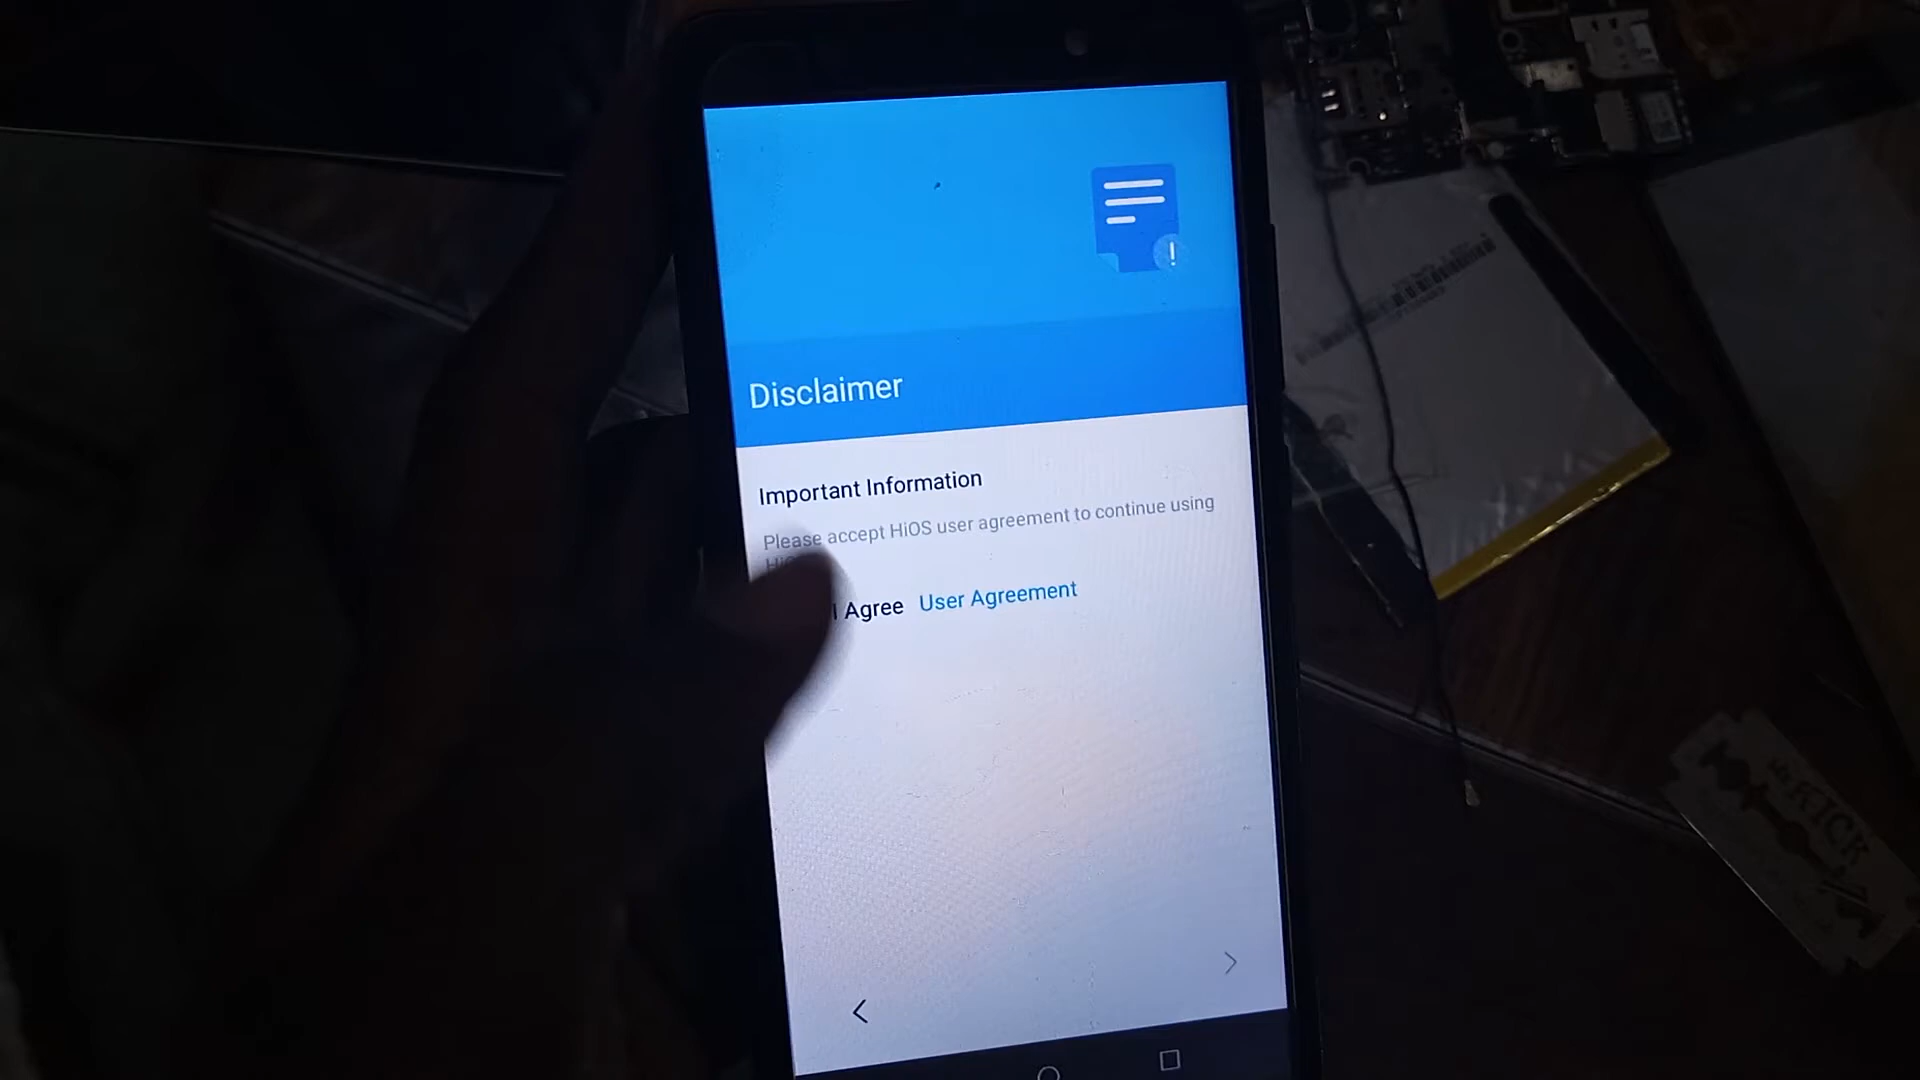 Disclaimer
Important Information
Please accept HiOS user agreement to continue using
I Agree User Agreement